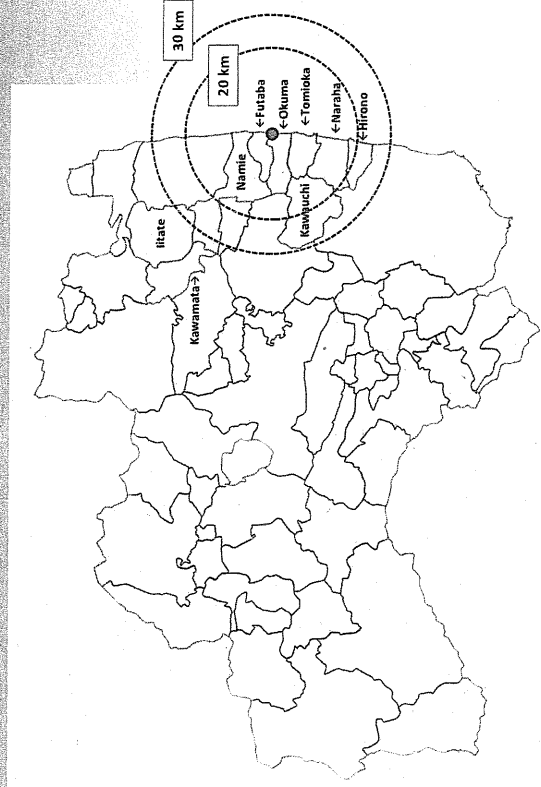 30 km
20 km
←Futaba
←Okuma
←Tomioka
←Naraha
←Hirono
Namie
Kawauchi
Iitate
Kawamata→